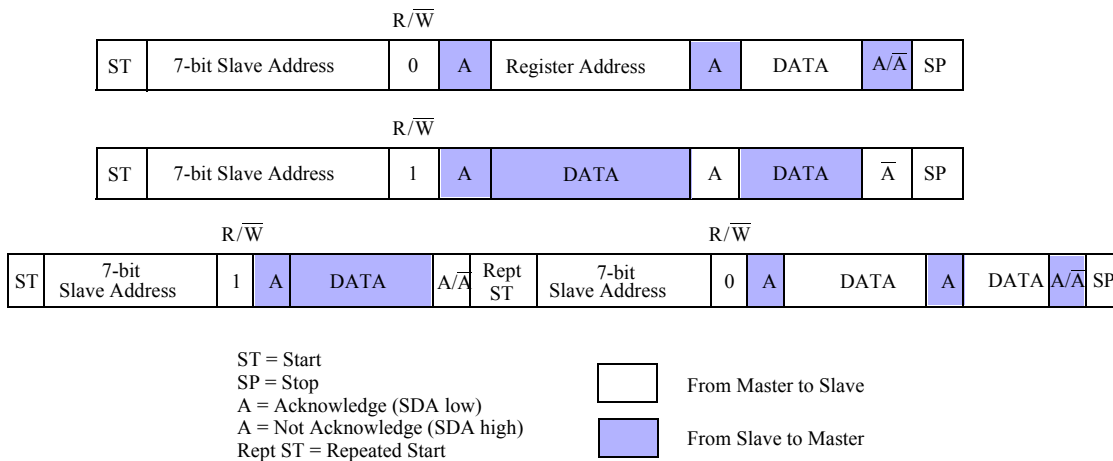 R/W̅
ST 7-bit Slave Address 0 A Register Address A DATA A/A̅ SP
R/W̅
ST 7-bit Slave Address 1 A DATA A DATA A̅ SP
R/W̅ R/W̅
ST 7-bit Slave Address 1 A DATA A/A̅ Rept ST 7-bit Slave Address 0 A DATA A DATA A/A̅ SP
ST = Start
SP = Stop
A = Acknowledge (SDA low)
A = Not Acknowledge (SDA high)
Rept ST = Repeated Start
From Master to Slave
From Slave to Master